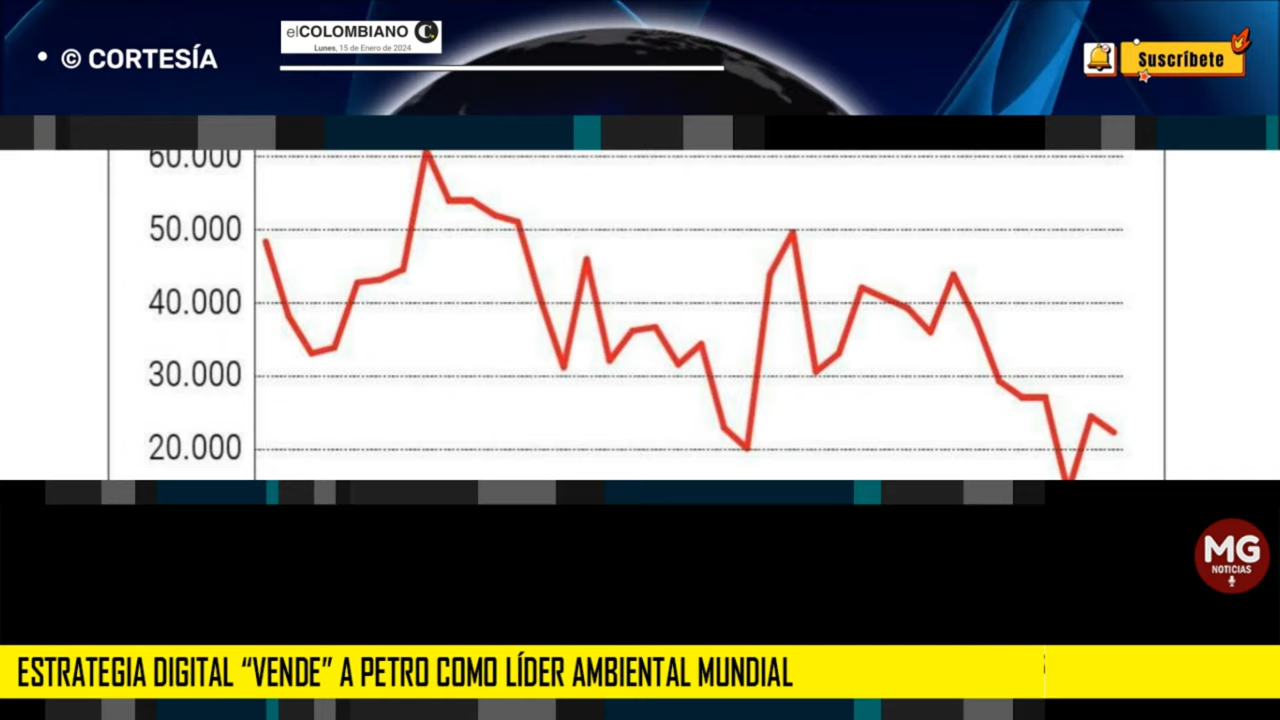 • © CORTESÍA
elCOLOMBIANO C
Lunes, 15 de Enero de 2024
Suscríbete
60.000
50.000
40.000
30.000
20.000
MG
NOTICIAS
ESTRATEGIA DIGITAL “VENDE” A PETRO COMO LÍDER AMBIENTAL MUNDIAL